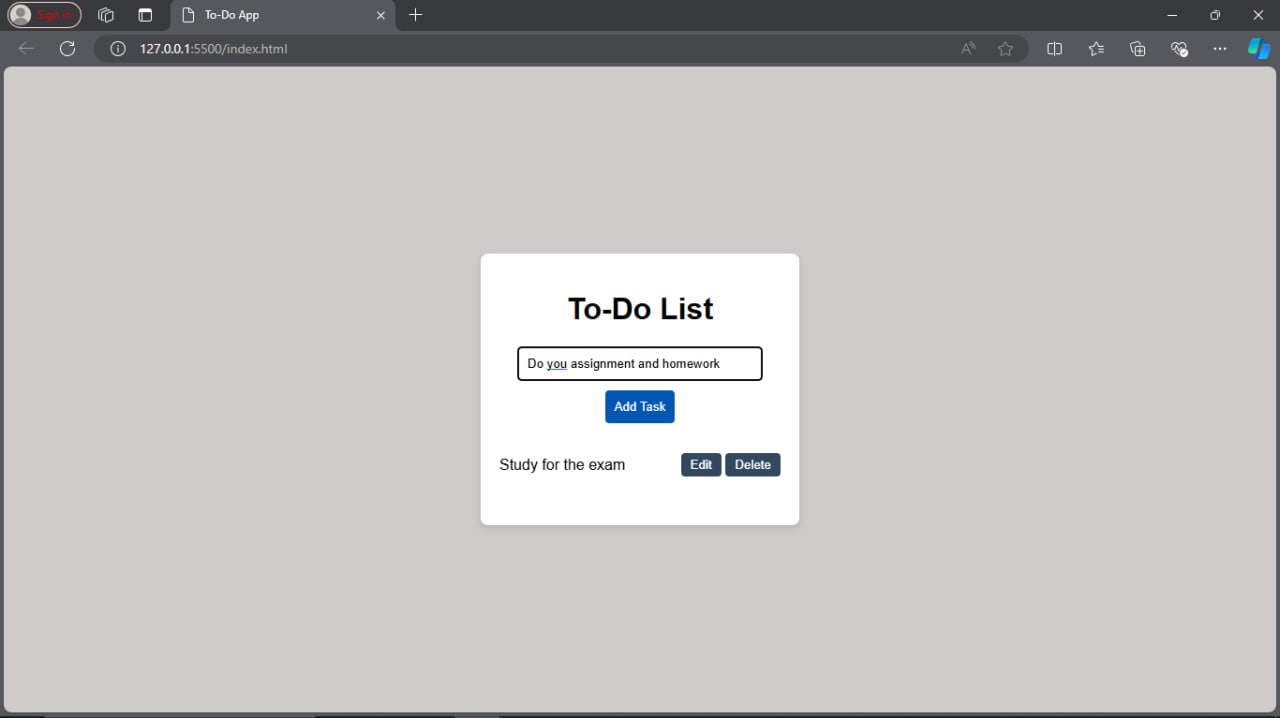 Sign in
To-Do App
127.0.0.1:5500/index.html
To-Do List
Do you assignment and homework
Add Task
Study for the exam Edit Delete